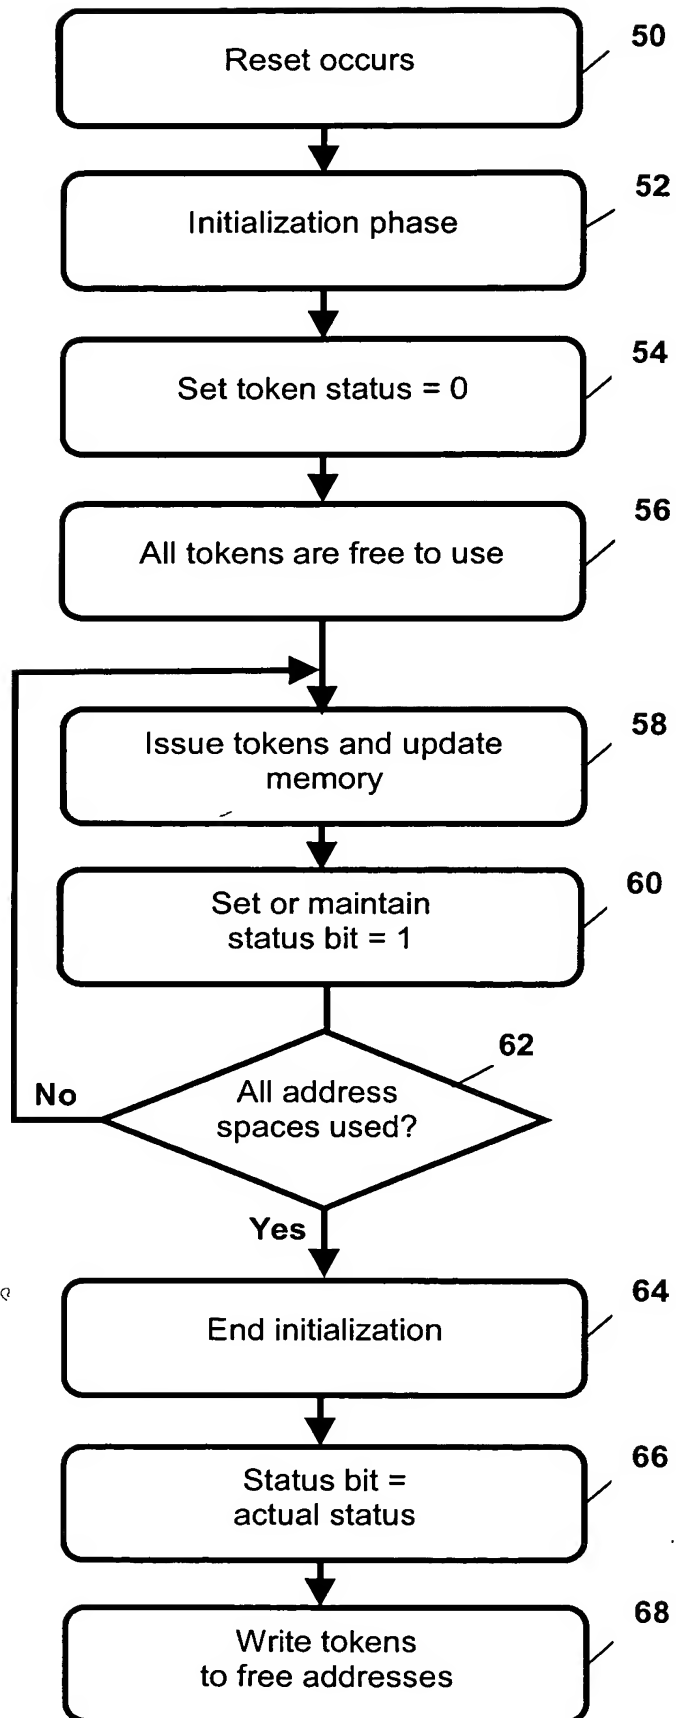 Reset occurs
50
Initialization phase
52
Set token status = 0
54
All tokens are free to use
56
Issue tokens and update
memory
58
Set or maintain
status bit = 1
60
All address
spaces used?
62
No
Yes
End initialization
64
Status bit =
actual status
66
Write tokens
to free addresses
68